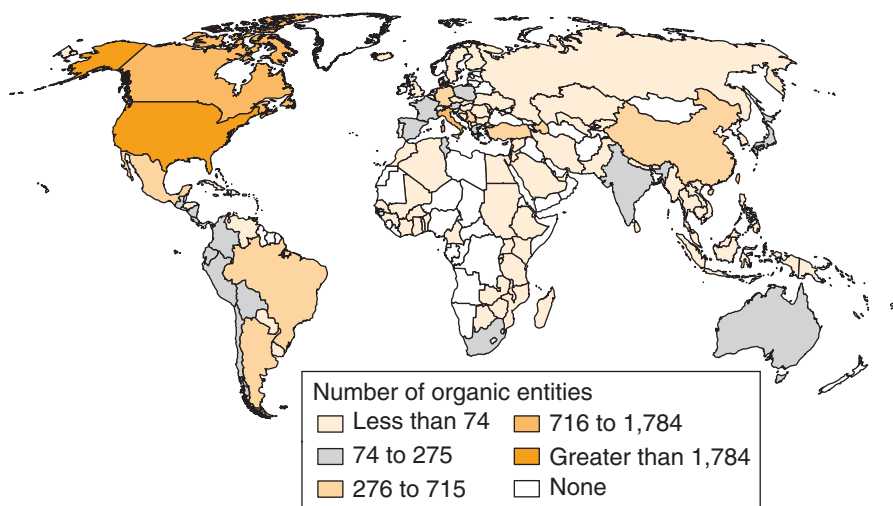 Number of organic entities
Less than 74
716 to 1,784
74 to 275
Greater than 1,784
276 to 715
None